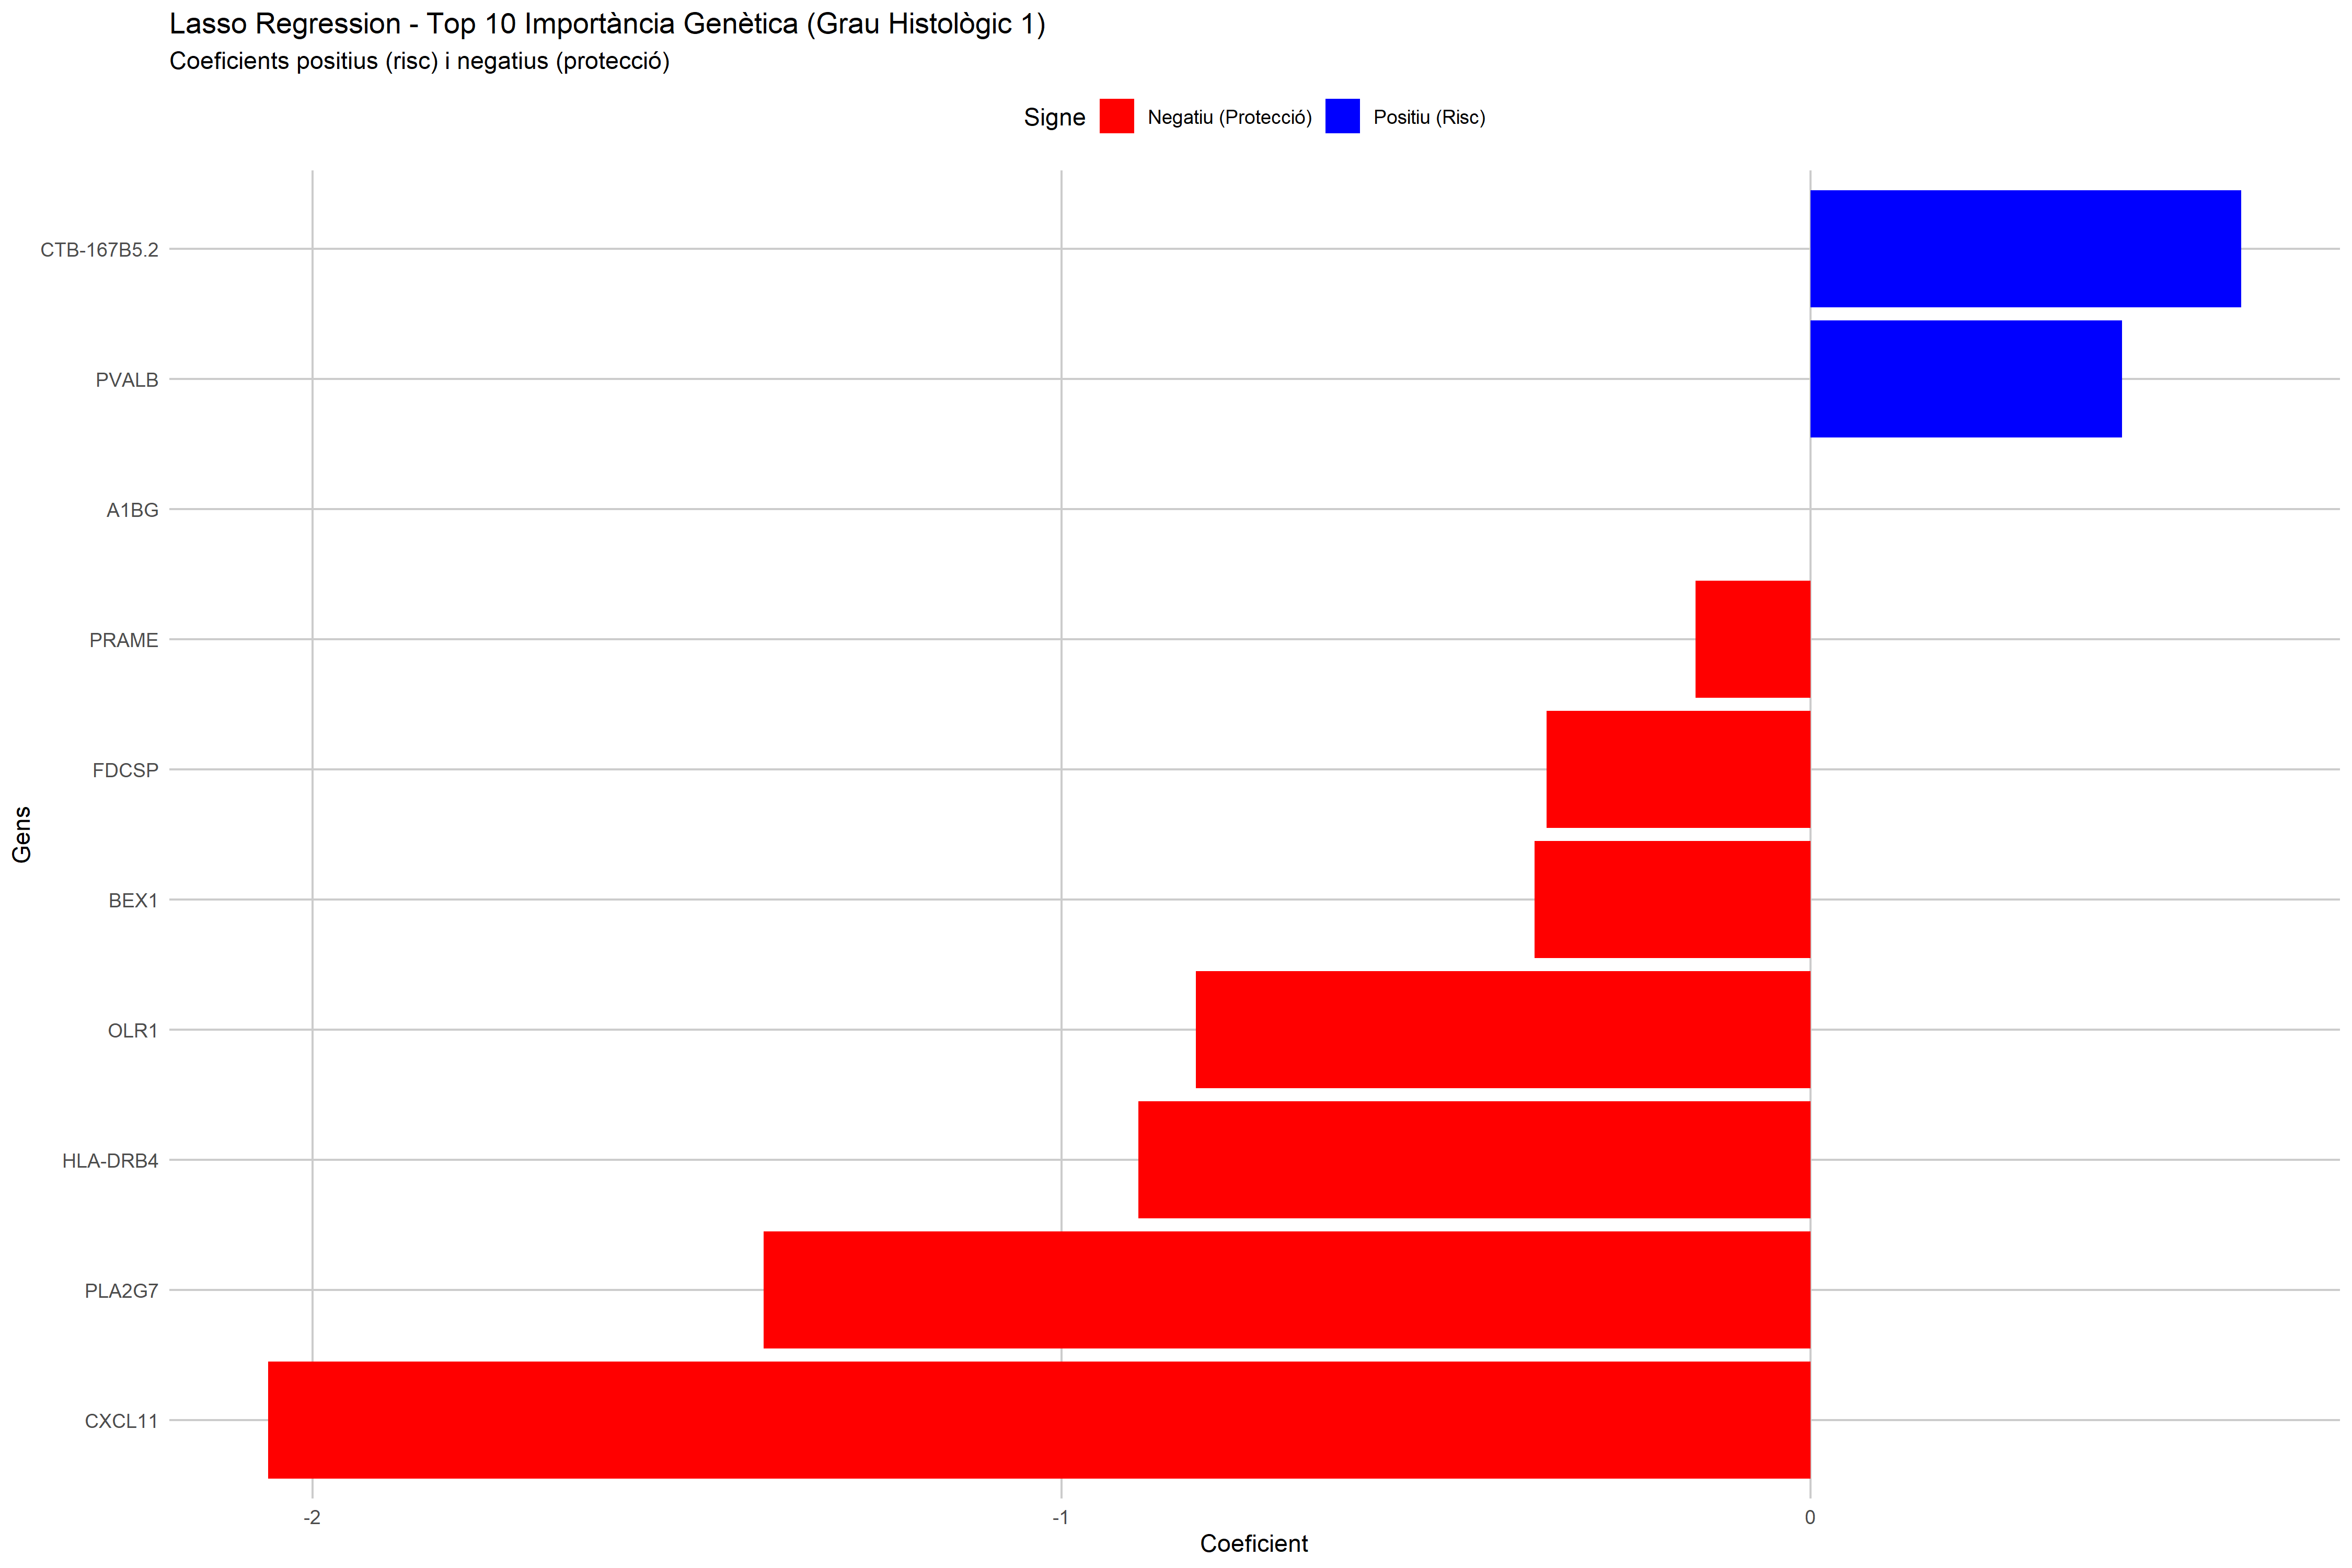 Lasso Regression - Top 10 Importància Genètica (Grau Histològic 1)
Coeficients positius (risc) i negatius (protecció)
Signe Negatiu (Protecció) Positiu (Risc)
CTB-167B5.2
PVALB
A1BG
PRAME
FDCSP
BEX1
OLR1
HLA-DRB4
PLA2G7
CXCL11
Gens
-2 -1 0
Coeficient